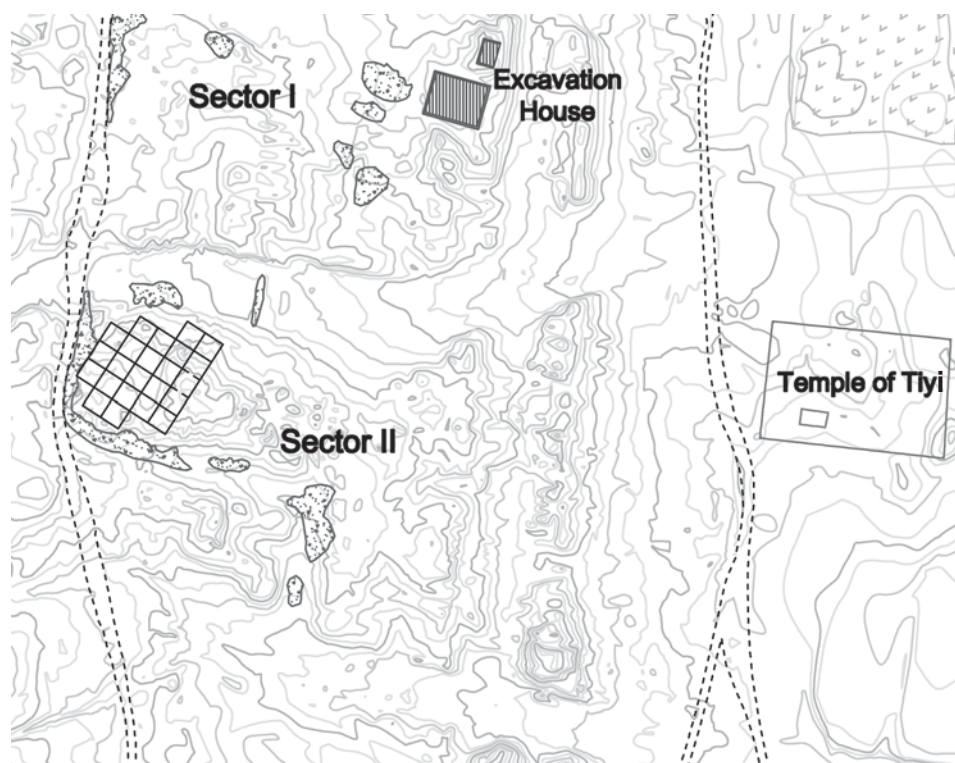 Sector I
Excavation
House
Temple of Tiyi
Sector II